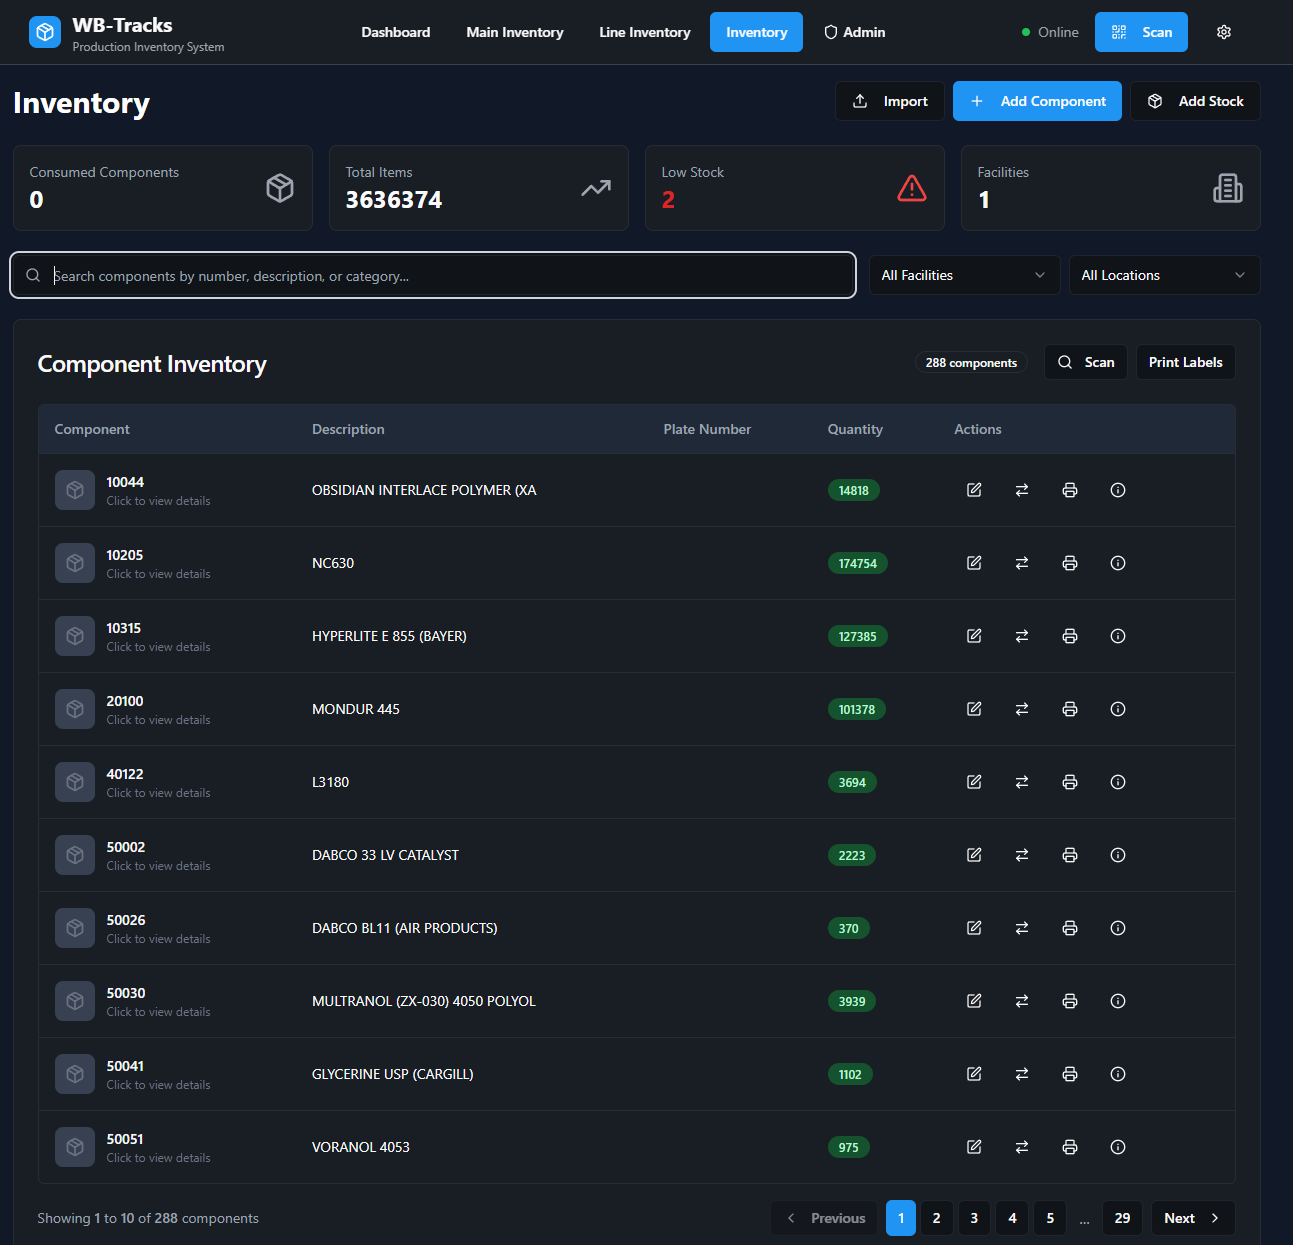 WB-Tracks
Production Inventory System
Dashboard
Main Inventory
Line Inventory
Inventory
Admin
Online
Scan
Inventory
Import
Add Component
Add Stock
Consumed Components
0
Total Items
3636374
Low Stock
2
Facilities
1
Search components by number, description, or category...
All Facilities
All Locations
Component Inventory
288 components
Scan
Print Labels
Component Description Plate Number Quantity Actions
10044
Click to view details
OBSIDIAN INTERLACE POLYMER (XA
14818
10205
Click to view details
NC630
174754
10315
Click to view details
HYPERLITE E 855 (BAYER)
127385
20100
Click to view details
MONDUR 445
101378
40122
Click to view details
L3180
3694
50002
Click to view details
DABCO 33 LV CATALYST
2223
50026
Click to view details
DABCO BL11 (AIR PRODUCTS)
370
50030
Click to view details
MULTRANOL (ZX-030) 4050 POLYOL
3939
50041
Click to view details
GLYCERINE USP (CARGILL)
1102
50051
Click to view details
VORANOL 4053
975
Showing 1 to 10 of 288 components
Previous 1 2 3 4 5 ... 29 Next